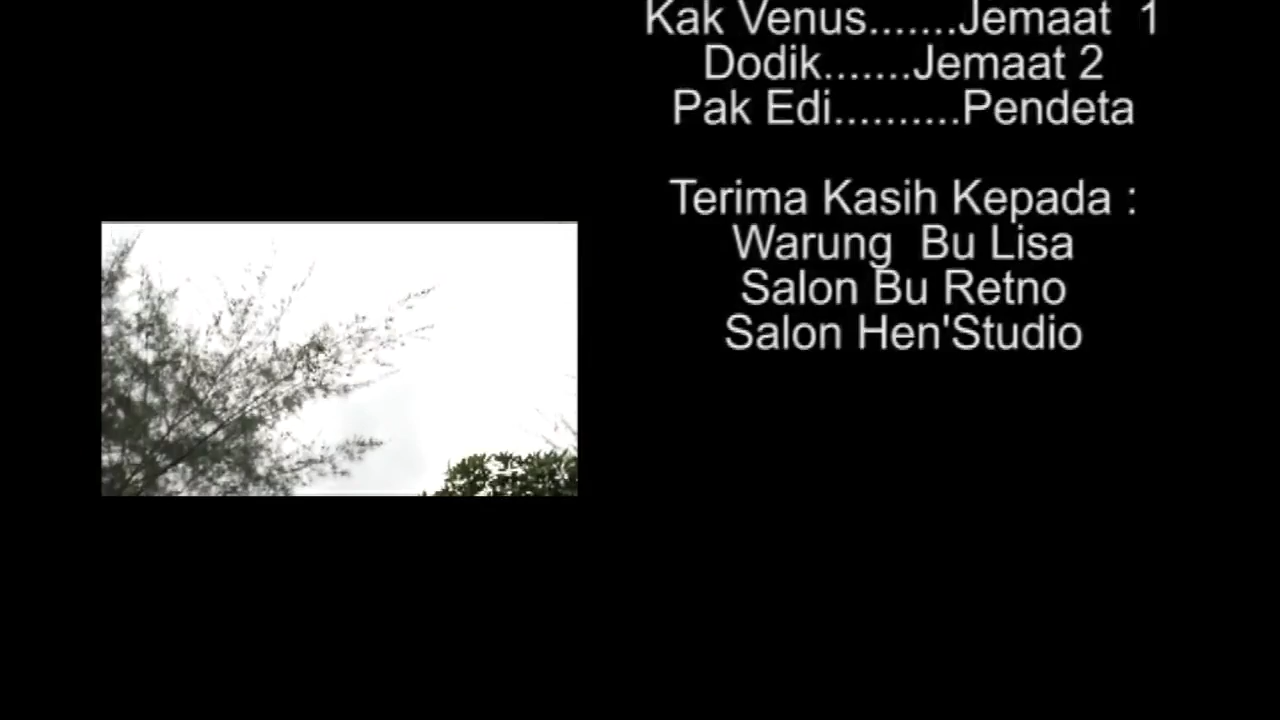 Kak Venus.......Jemaat  1
Dodik.......Jemaat 2
Pak Edi..........Pendeta
Terima Kasih Kepada :
Warung  Bu Lisa
Salon Bu Retno
Salon Hen'Studio